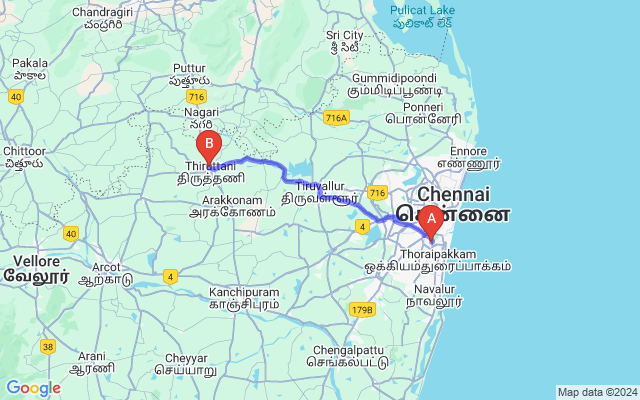 Chandragiri
చంద్రగిరి
Pulicat Lake
పులికాట్ లేక్
Sri City
శ్రీ సిటీ
Pakala
పాకాల
Puttur
புத்தூர்
Gummidipoondi
கும்மிடிப்பூண்டி
40
716
Ponneri
பொன்னேரி
Nagari
నగరి
716A
Chittoor
చిత్తూరు
B
Ennore
எண்ணூர்
Thiruttani
திருத்தணி
Tiruvallur
திருவள்ளூர்
716
Chennai
சென்னை
Arakkonam
அரக்கோணம்
A
40
4
Vellore
வேலூர்
Thoraipakkam
ஒக்கியம்துரைப்பாக்கம்
Arcot
ஆற்காடு
4
Navalur
நாவலூர்
Kanchipuram
காஞ்சிபுரம்
179B
38
Arani
ஆரணி
Cheyyar
செய்யாறு
Chengalpattu
செங்கல்பட்டு
Google
Map data ©2024